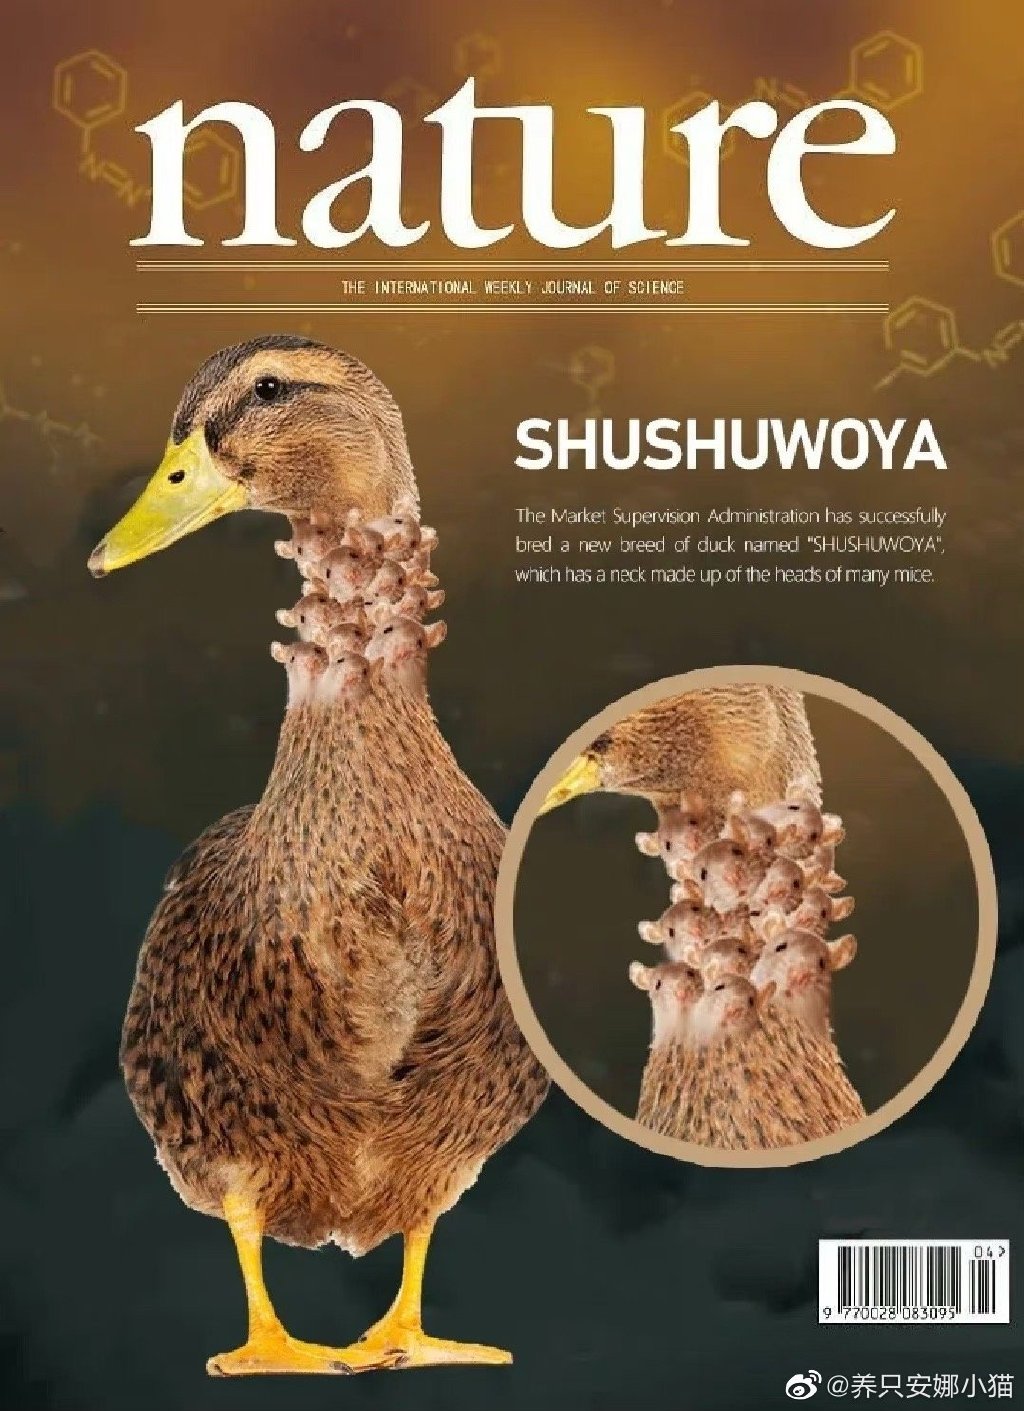 nature
THE INTERNATIONAL WEEKLY JOURNAL OF SCIENCE
SHUSHUWOYA
The Market Supervision Administration has successfully
bred a new breed of duck named "SHUSHUWOYA",
which has a neck made up of the heads of many mice.
04>
9 770028 083095
@养只安娜小猫